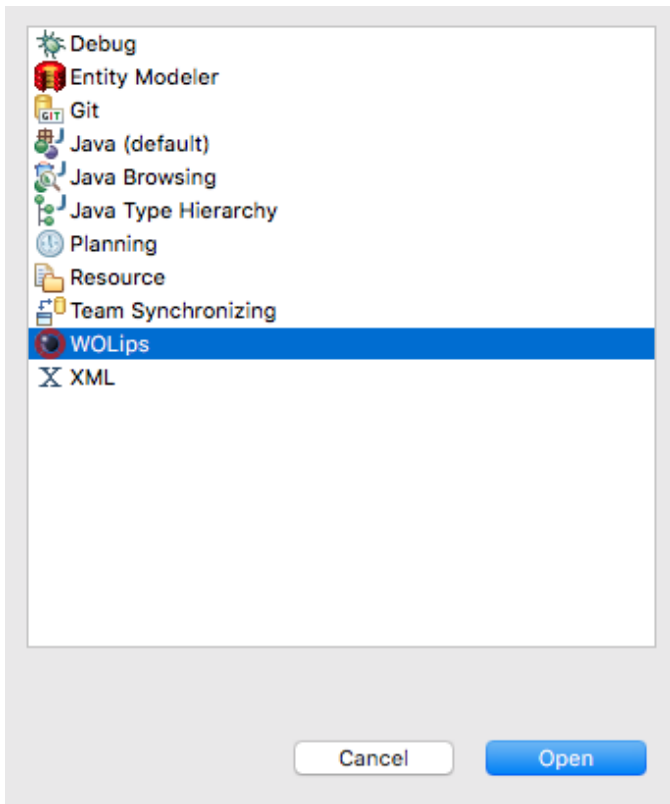 Debug
Entity Modeler
GIT Git
Java (default)
Java Browsing
Java Type Hierarchy
Planning
Resource
Team Synchronizing
WOLips
X XML
Cancel Open